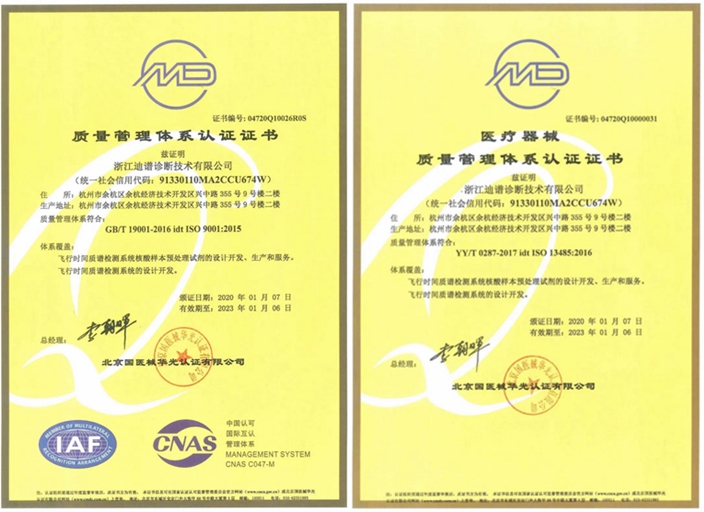 证书编号: 04720Q10026R0S
质量管理体系认证证书
兹证明
浙江迪谱诊断技术有限公司
(统一社会信用代码: 91330110MA2CCU674W)
住 所: 杭州市余杭区余杭经济技术开发区兴中路 355 号 9 号楼二楼
生产地址: 杭州市余杭区余杭经济技术开发区兴中路 355 号 9 号楼二楼
质量管理体系符合:
GB/T 19001-2016 idt ISO 9001:2015
体系覆盖:
飞行时间质谱检测系统核酸样本预处理试剂的设计开发、生产和服务。
飞行时间质谱检测系统的设计开发。
颁证日期: 2020 年 01 月 07 日
有效期至: 2023 年 01 月 06 日
总经理:
北京国医械华光认证有限公司
MEMBER OF MULTILATERAL
IAF
RECOGNITION ARRANGEMENT
CNAS
中国认可
国际互认
管理体系
MANAGEMENT SYSTEM
CNAS C047-M
证书编号: 04720Q10000031
医疗器械
质量管理体系认证证书
兹证明
浙江迪谱诊断技术有限公司
(统一社会信用代码: 91330110MA2CCU674W)
住 所: 杭州市余杭区余杭经济技术开发区兴中路 355 号 9 号楼二楼
生产地址: 杭州市余杭区余杭经济技术开发区兴中路 355 号 9 号楼二楼
质量管理体系符合:
YY/T 0287-2017 idt ISO 13485:2016
体系覆盖:
飞行时间质谱检测系统核酸样本预处理试剂的设计开发、生产和服务。
飞行时间质谱检测系统的设计开发。
颁证日期: 2020 年 01 月 07 日
有效期至: 2023 年 01 月 06 日
总经理:
北京国医械华光认证有限公司